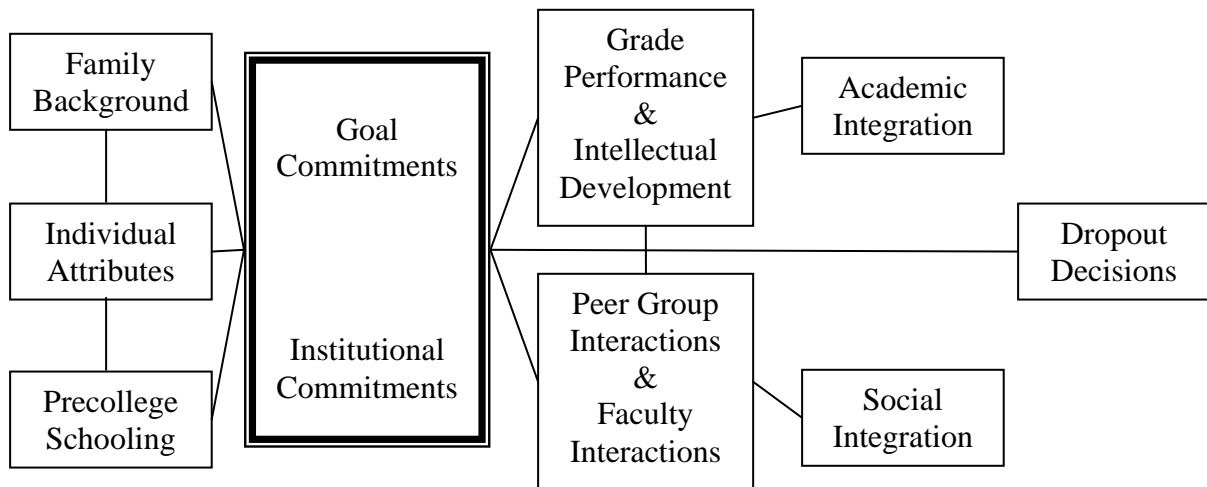 Family
Background
Individual
Attributes
Precollege
Schooling
Goal
Commitments
Institutional
Commitments
Grade
Performance
&
Intellectual
Development
Peer Group
Interactions
&
Faculty
Interactions
Academic
Integration
Social
Integration
Dropout
Decisions